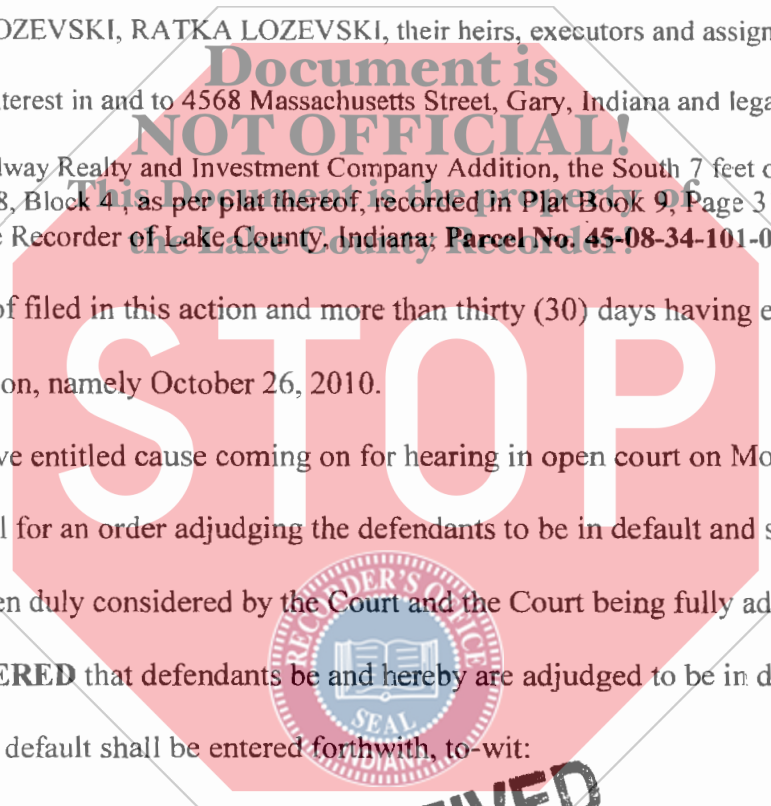 OZEVSKI, RATKA LOZEVSKI, their heirs, executors and assign
Document is
terest in and to 4568 Massachusetts Street, Gary, Indiana and lega
NOT OFFICIAL!
lway Realty and Investment Company Addition, the South 7 feet
This Document is the property of
8, Block 4 , as per plat thereof, recorded in Plat Book 9, Page 3
the Lake County Recorder!
Recorder of Lake County, Indiana; Parcel No. 45-08-34-101-0
of filed in this action and more than thirty (30) days having e
STOP
on, namely October 26, 2010.
ve entitled cause coming on for hearing in open court on Mo
l for an order adjudging the defendants to be in default and s
en duly considered by the Court and the Court being fully ad
RECORDER'S OFFICE
ERED that defendants be and hereby are adjudged to be in d
SEAL
INDIANA
default shall be entered forthwith, to-wit: